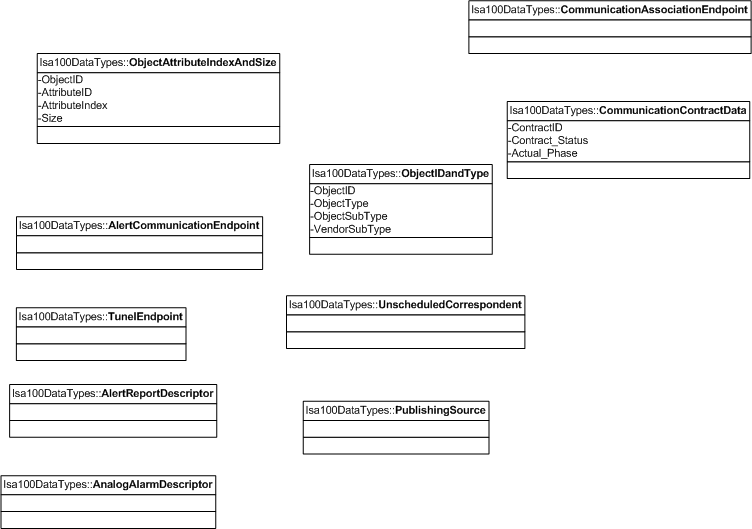 Isa100DataTypes::CommunicationAssociationEndpoint
Isa100DataTypes::ObjectAttributeIndexAndSize
-ObjectID
-AttributeID
-AttributeIndex
-Size
Isa100DataTypes::CommunicationContractData
-ContractID
-Contract_Status
-Actual_Phase
Isa100DataTypes::ObjectIDandType
-ObjectID
-ObjectType
-ObjectSubType
-VendorSubType
Isa100DataTypes::AlertCommunicationEndpoint
Isa100DataTypes::UnscheduledCorrespondent
Isa100DataTypes::TunelEndpoint
Isa100DataTypes::AlertReportDescriptor
Isa100DataTypes::PublishingSource
Isa100DataTypes::AnalogAlarmDescriptor